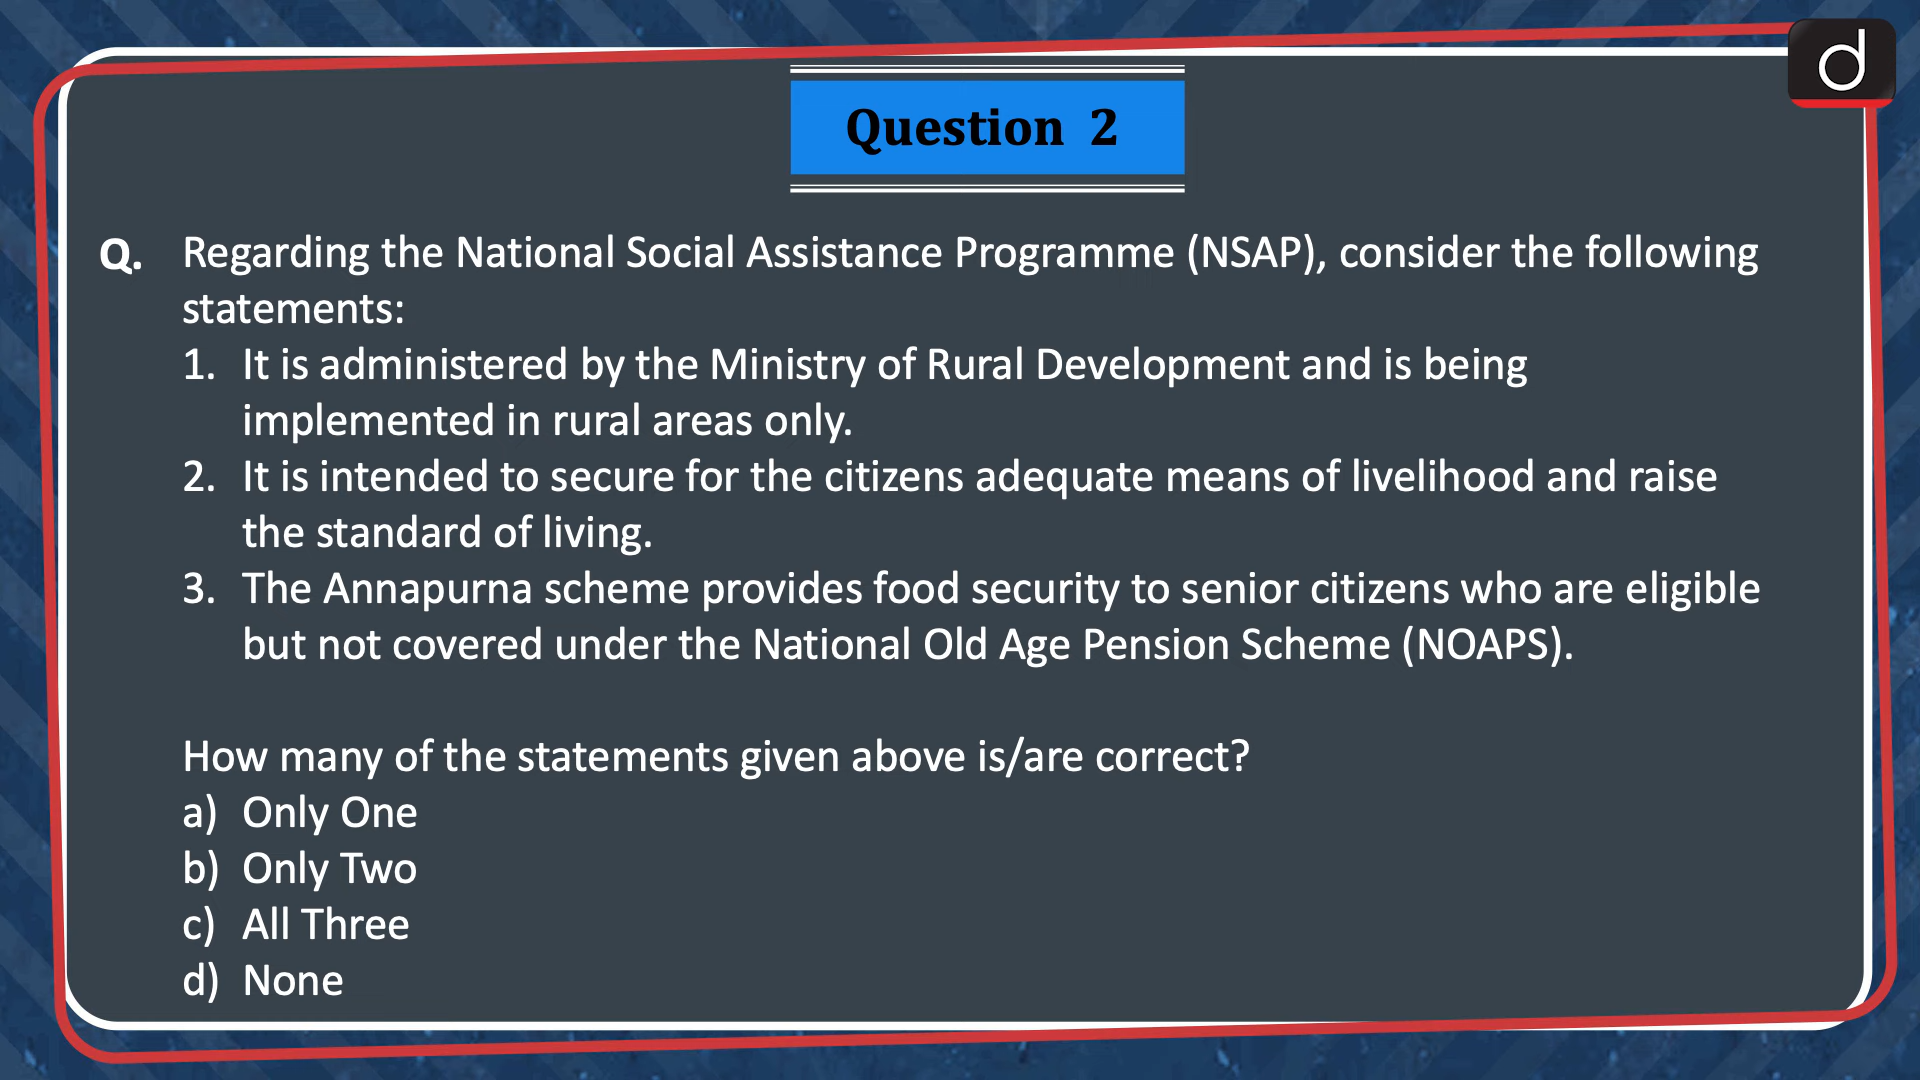 Question 2
Q. Regarding the National Social Assistance Programme (NSAP), consider the following
statements:
1. It is administered by the Ministry of Rural Development and is being
implemented in rural areas only.
2. It is intended to secure for the citizens adequate means of livelihood and raise
the standard of living.
3. The Annapurna scheme provides food security to senior citizens who are eligible
but not covered under the National Old Age Pension Scheme (NOAPS).
How many of the statements given above is/are correct?
a) Only One
b) Only Two
c) All Three
d) None